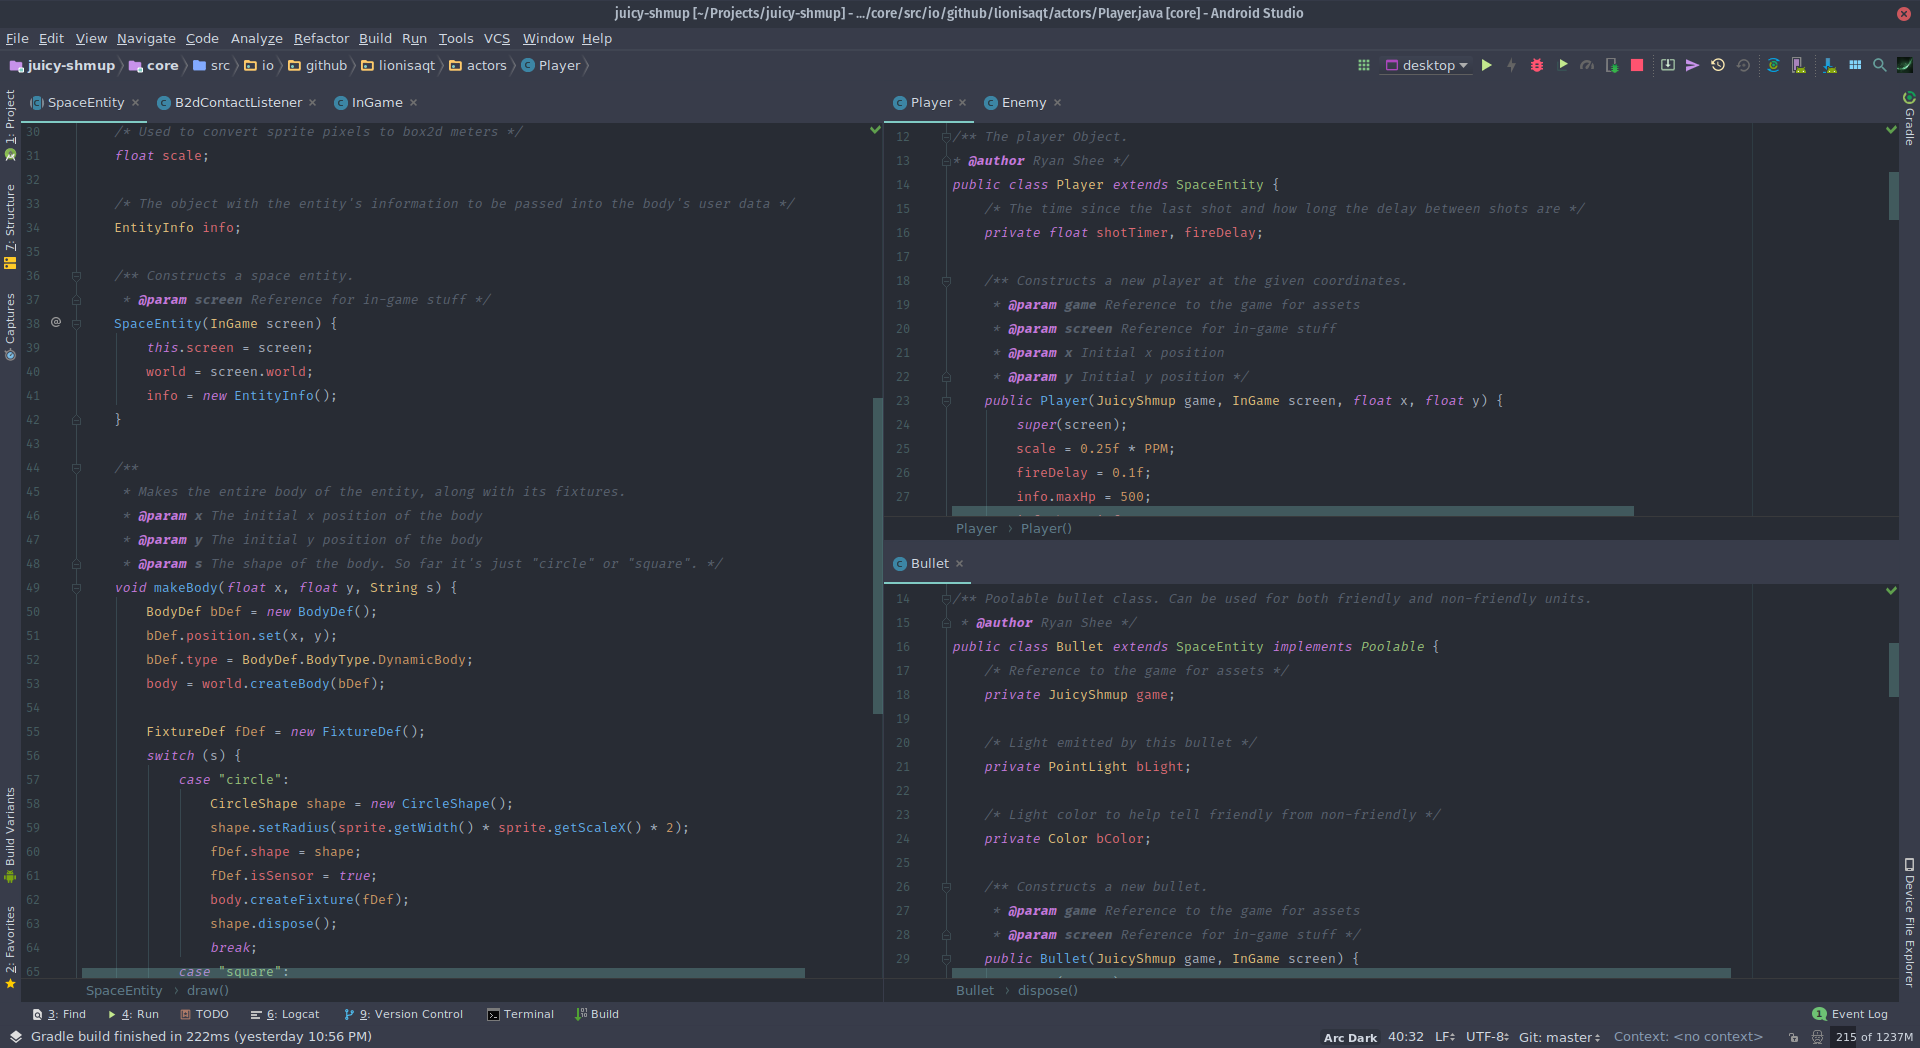 juicy-shmup [~/Projects/juicy-shmup] - .../core/src/io/github/lionisaqt/actors/Player.java [core] - Android Studio
File Edit View Navigate Code Analyze Refactor Build Run Tools VCS Window Help
juicy-shmup core src io github lionisaqt actors Player desktop
SpaceEntity B2dContactListener InGame
30 /* Used to convert sprite pixels to box2d meters */
31 float scale;
32
33 /* The object with the entity's information to be passed into the body's user data */
34 EntityInfo info;
35
36 /** Constructs a space entity.
37 * @param screen Reference for in-game stuff */
38 @ SpaceEntity(InGame screen) {
39 this.screen = screen;
40 world = screen.world;
41 info = new EntityInfo();
42 }
43
44 /**
45 * Makes the entire body of the entity, along with its fixtures.
46 * @param x The initial x position of the body
47 * @param y The initial y position of the body
48 * @param s The shape of the body. So far it's just "circle" or "square". */
49 void makeBody(float x, float y, String s) {
50 BodyDef bDef = new BodyDef();
51 bDef.position.set(x, y);
52 bDef.type = BodyDef.BodyType.DynamicBody;
53 body = world.createBody(bDef);
54
55 FixtureDef fDef = new FixtureDef();
56 switch (s) {
57 case "circle":
58 CircleShape shape = new CircleShape();
59 shape.setRadius(sprite.getWidth() * sprite.getScaleX() * 2);
60 fDef.shape = shape;
61 fDef.isSensor = true;
62 body.createFixture(fDef);
63 shape.dispose();
64 break;
65 case "square":
SpaceEntity › draw()
Player Enemy
12 /** The player Object.
13 * @author Ryan Shee */
14 public class Player extends SpaceEntity {
15 /* The time since the last shot and how long the delay between shots are */
16 private float shotTimer, fireDelay;
17
18 /** Constructs a new player at the given coordinates.
19 * @param game Reference to the game for assets
20 * @param screen Reference for in-game stuff
21 * @param x Initial x position
22 * @param y Initial y position */
23 public Player(JuicyShmup game, InGame screen, float x, float y) {
24 super(screen);
25 scale = 0.25f * PPM;
26 fireDelay = 0.1f;
27 info.maxHp = 500;
Player › Player()
Bullet
14 /** Poolable bullet class. Can be used for both friendly and non-friendly units.
15 * @author Ryan Shee */
16 public class Bullet extends SpaceEntity implements Poolable {
17 /* Reference to the game for assets */
18 private JuicyShmup game;
19
20 /* Light emitted by this bullet */
21 private PointLight bLight;
22
23 /* Light color to help tell friendly from non-friendly */
24 private Color bColor;
25
26 /** Constructs a new bullet.
27 * @param game Reference to the game for assets
28 * @param screen Reference for in-game stuff */
29 public Bullet(JuicyShmup game, InGame screen) {
Bullet › dispose()
1: Project
7: Structure
Captures
Build Variants
2: Favorites
Gradle
Device File Explorer
3: Find 4: Run TODO 6: Logcat 9: Version Control Terminal Build 1 Event Log
Gradle build finished in 222ms (yesterday 10:56 PM) Arc Dark 40:32 LF UTF-8 Git: master Context: <no context> 215 of 1237M